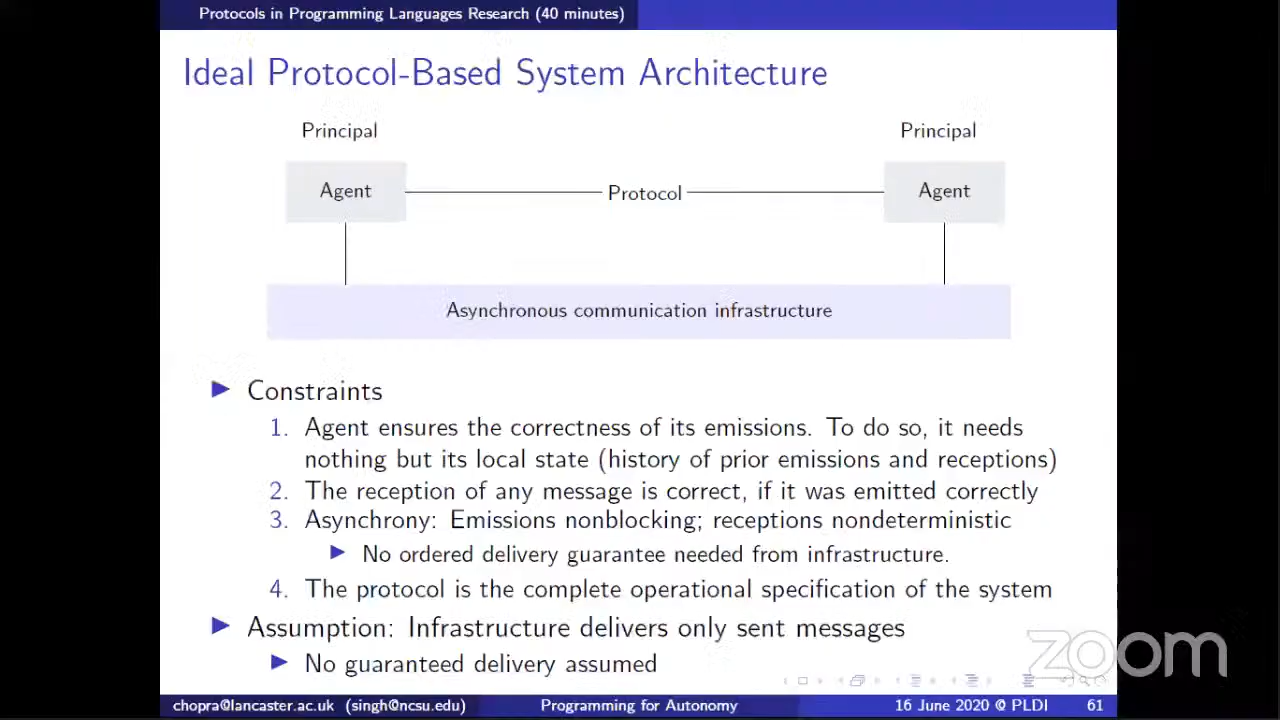 Protocols in Programming Languages Research (40 minutes)
Ideal Protocol-Based System Architecture
Principal Principal
Agent Protocol Agent
Asynchronous communication infrastructure
Constraints
1. Agent ensures the correctness of its emissions. To do so, it needs
nothing but its local state (history of prior emissions and receptions)
2. The reception of any message is correct, if it was emitted correctly
3. Asynchrony: Emissions nonblocking; receptions nondeterministic
No ordered delivery guarantee needed from infrastructure.
4. The protocol is the complete operational specification of the system
Assumption: Infrastructure delivers only sent messages
No guaranteed delivery assumed
zoom
chopra@lancaster.ac.uk (singh@ncsu.edu) Programming for Autonomy 16 June 2020 @ PLDI 61